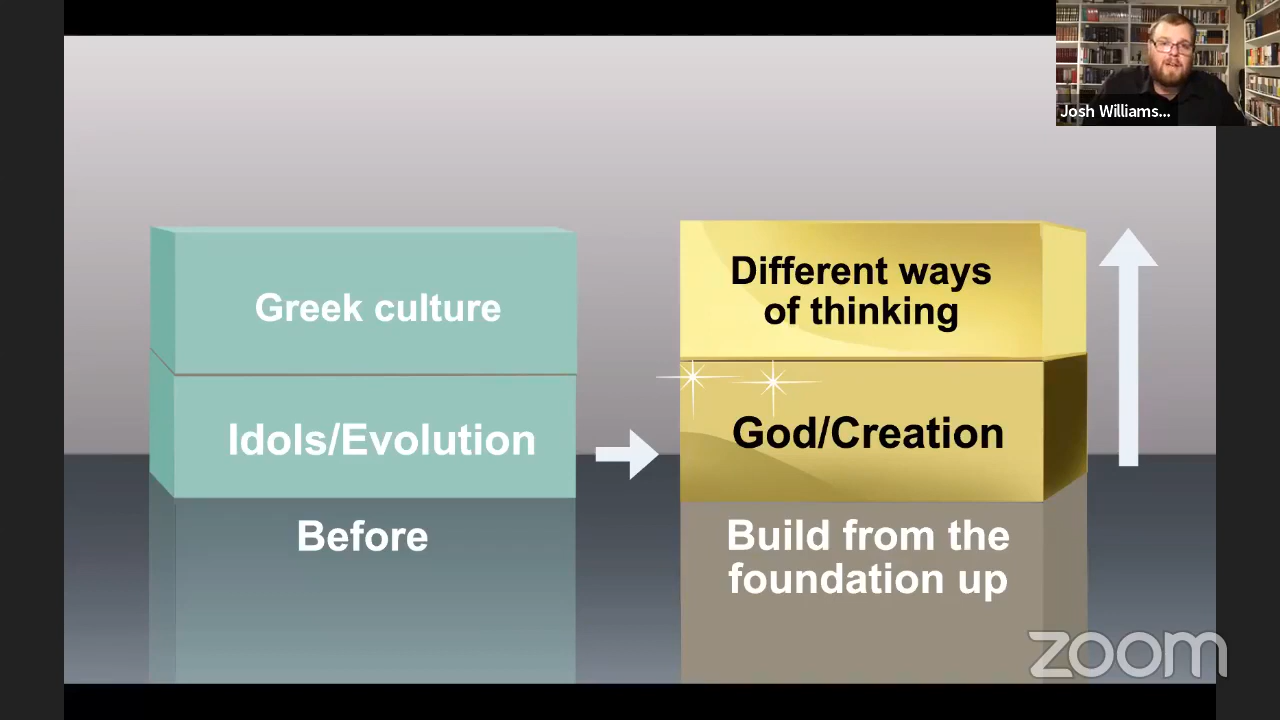 Josh Williams...
Greek culture
Idols/Evolution
Before
Different ways
of thinking
God/Creation
Build from the
foundation up
zoom